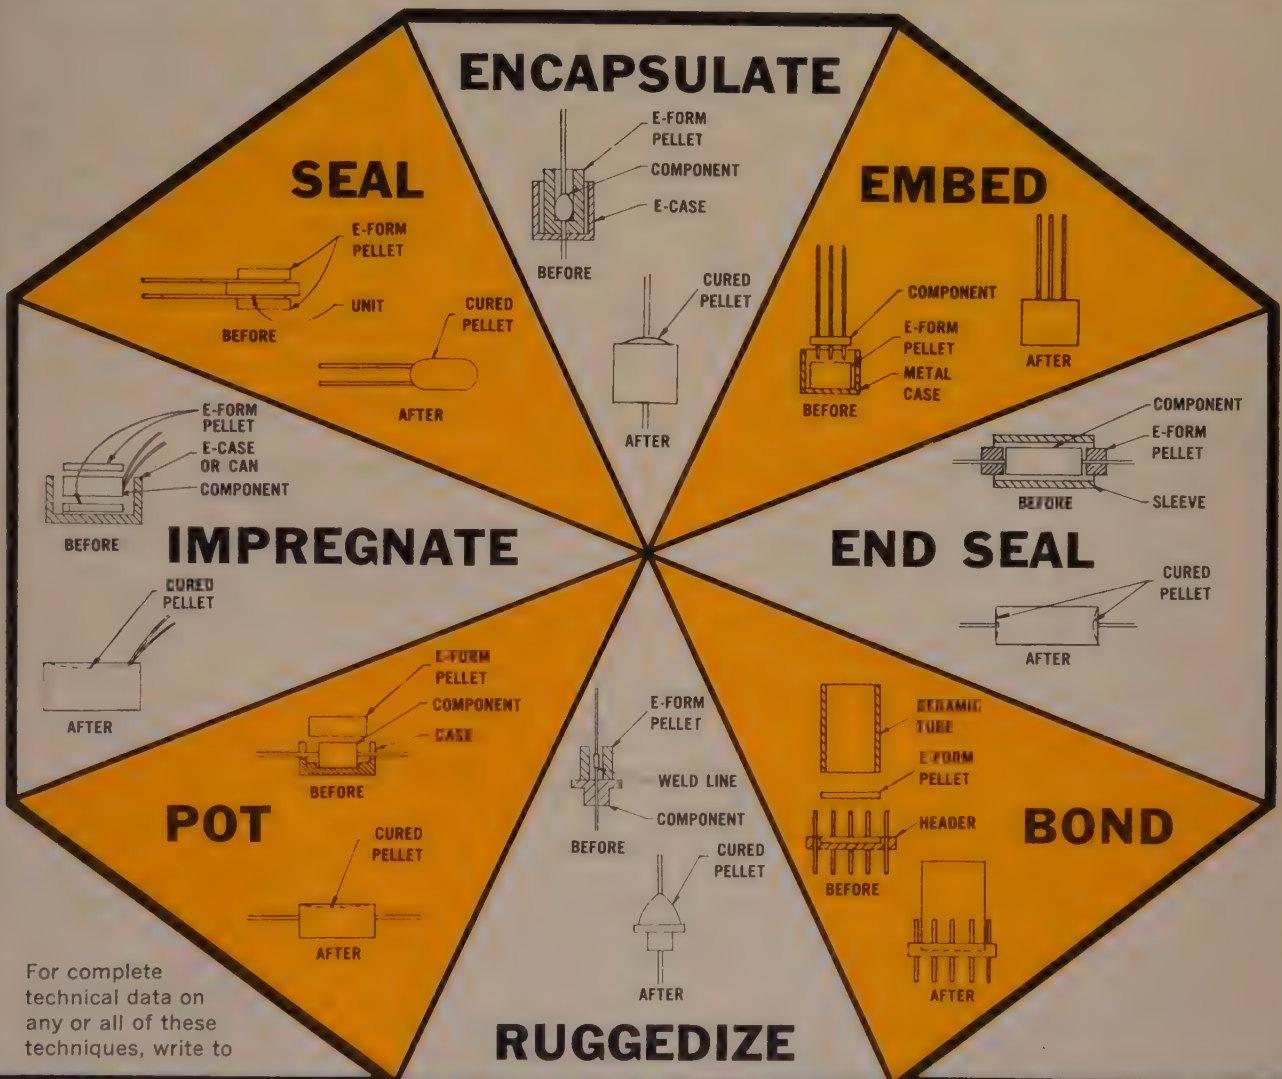 ENCAPSULATE
E-FORM
PELLET
COMPONENT
E-CASE
BEFORE
CURED
PELLET
AFTER
SEAL
E-FORM
PELLET
UNIT
BEFORE
CURED
PELLET
AFTER
EMBED
COMPONENT
E-FORM
PELLET
METAL
CASE
BEFORE
AFTER
E-FORM
PELLET
E-CASE
OR CAN
COMPONENT
BEFORE
IMPREGNATE
CURED
PELLET
AFTER
COMPONENT
E-FORM
PELLET
SLEEVE
BEFORE
END SEAL
CURED
PELLET
AFTER
E-FORM
PELLET
COMPONENT
CASE
BEFORE
POT
CURED
PELLET
AFTER
E-FORM
PELLET
WELD LINE
COMPONENT
BEFORE
CURED
PELLET
AFTER
RUGGEDIZE
CERAMIC
TUBE
E-FORM
PELLET
HEADER
BEFORE
BOND
AFTER
For complete
technical data on
any or all of these
techniques, write to